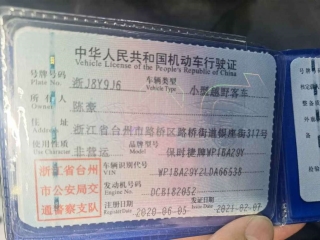 中华人民共和国机动车行驶证
Vehicle License of the People's Republic of China
号牌号码 浙J8Y9J6 车辆类型 小型越野客车
Plate No. Vehicle Type
所有人 陈豪
Owner
住址 浙江省台州市路桥区路桥街道银座街317号
Address
使用性质 非营运 品牌型号 保时捷牌WP1BA29Y
Use Character Model
浙江省台州市公安局交通警察支队
车辆识别代号 WP1BA29Y2LDA66538
VIN
发动机号码 DCB182052
Engine No.
注册日期 2020-06-05 发证日期 2021-02-07
Register Date Issue Date